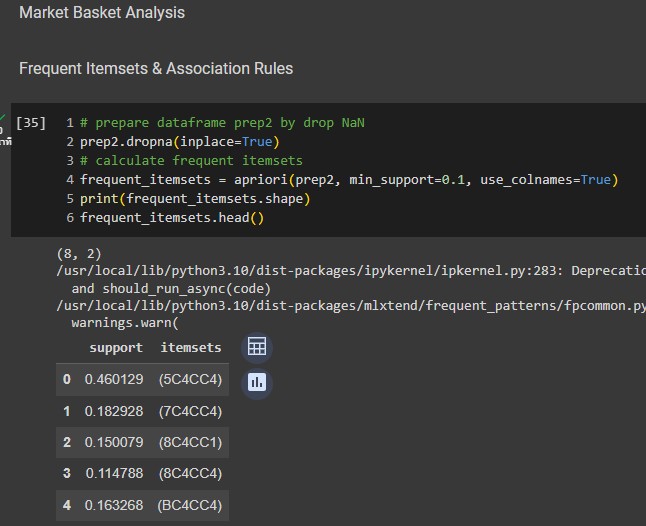 Market Basket Analysis
Frequent Itemsets & Association Rules
[35]
1 # prepare dataframe prep2 by drop NaN
2 prep2.dropna(inplace=True)
3 # calculate frequent itemsets
4 frequent_itemsets = apriori(prep2, min_support=0.1, use_colnames=True)
5 print(frequent_itemsets.shape)
6 frequent_itemsets.head()
(8, 2)
/usr/local/lib/python3.10/dist-packages/ipykernel/ipkernel.py:283: Deprecatio
and should_run_async(code)
/usr/local/lib/python3.10/dist-packages/mlxtend/frequent_patterns/fpcommon.py
warnings.warn(
support itemsets
0 0.460129 (5C4CC4)
1 0.182928 (7C4CC4)
2 0.150079 (8C4CC1)
3 0.114788 (8C4CC4)
4 0.163268 (BC4CC4)